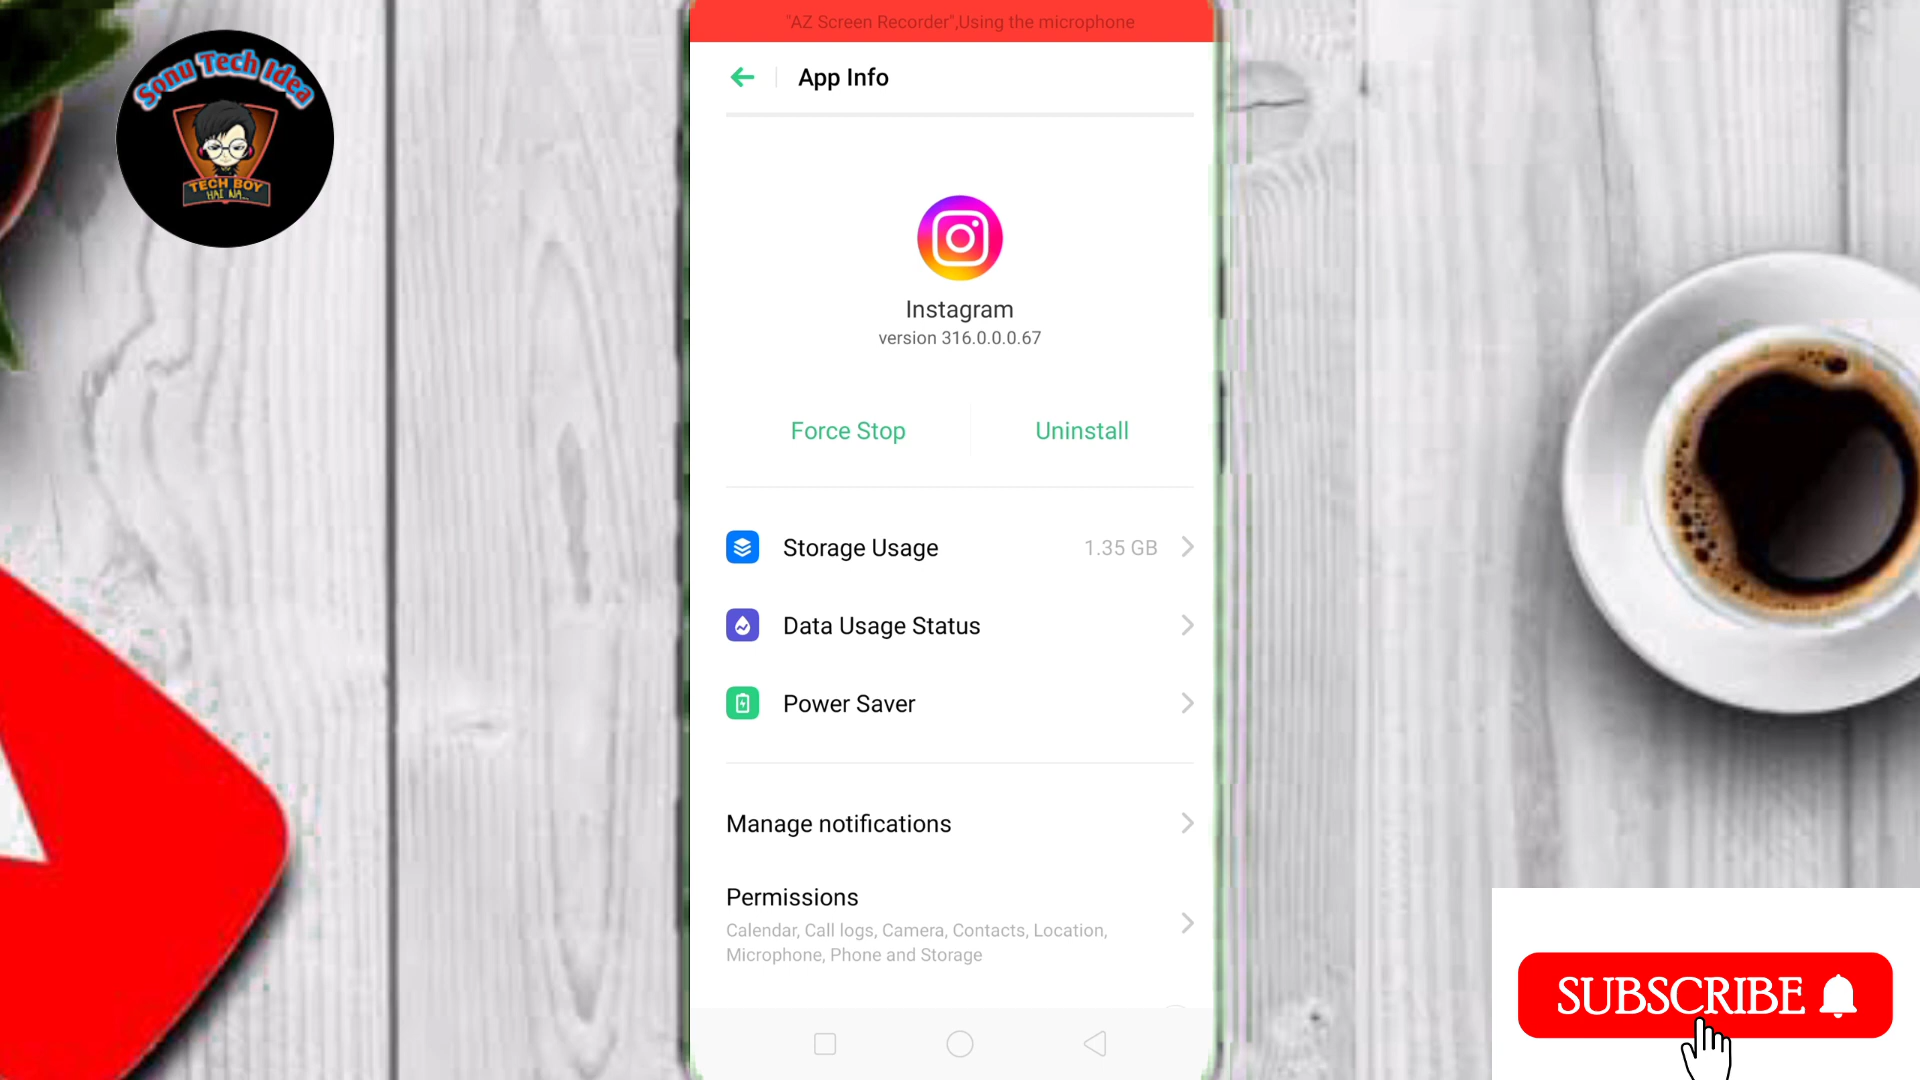 "AZ Screen Recorder",Using the microphone
Sonu Tech Idea
TECH BOY
HAI NA...
App Info
Instagram
version 316.0.0.0.67
Force Stop
Uninstall
Storage Usage
1.35 GB
Data Usage Status
Power Saver
Manage notifications
Permissions
Calendar, Call logs, Camera, Contacts, Location,
Microphone, Phone and Storage
SUBSCRIBE